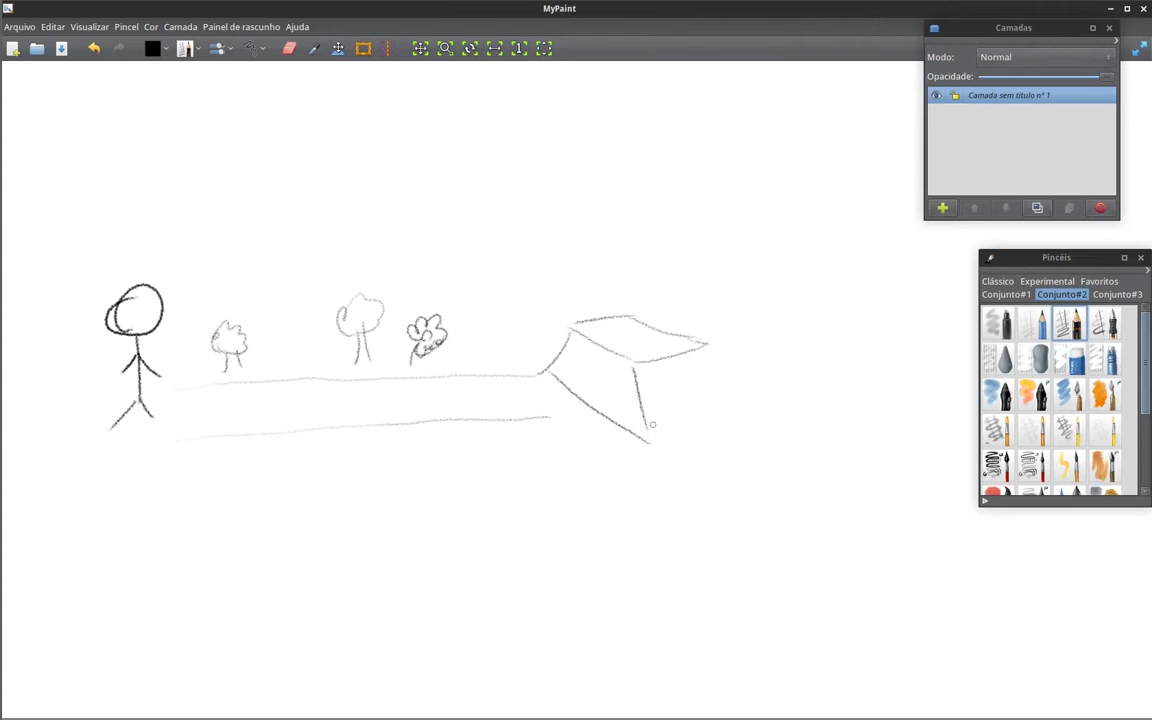 MyPaint
Arquivo Editar Visualizar Pincel Cor Camada Painel de rascunho Ajuda
Camadas
Modo: Normal
Opacidade:
Camada sem título n° 1
Pincéis
Clássico Experimental Favoritos
Conjunto#1 Conjunto#2 Conjunto#3